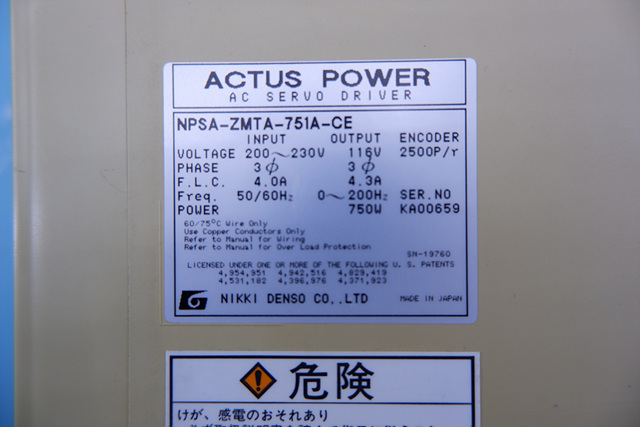 ACTUS POWER
AC SERVO DRIVER
NPSA-ZMTA-751A-CE
INPUT OUTPUT ENCODER
VOLTAGE 200～230V 116V 2500P/r
PHASE 3ϕ 3ϕ
F.L.C. 4.0A 4.3A
Freq. 50/60Hz 0～200Hz SER.NO
POWER 750W KA00659
60/75°C Wire Only
Use Copper Conductors Only
Refer to Manual for Wiring
Refer to Manual for Over Load Protection
SN-19760
LICENSED UNDER ONE OR MORE OF THE FOLLOWING U. S. PATENTS
4,954,951 4,942,516 4,829,419
4,531,182 4,396,976 4,371,923
NIKKI DENSO CO.,LTD MADE IN JAPAN
危険
けが、感電のおそれあり